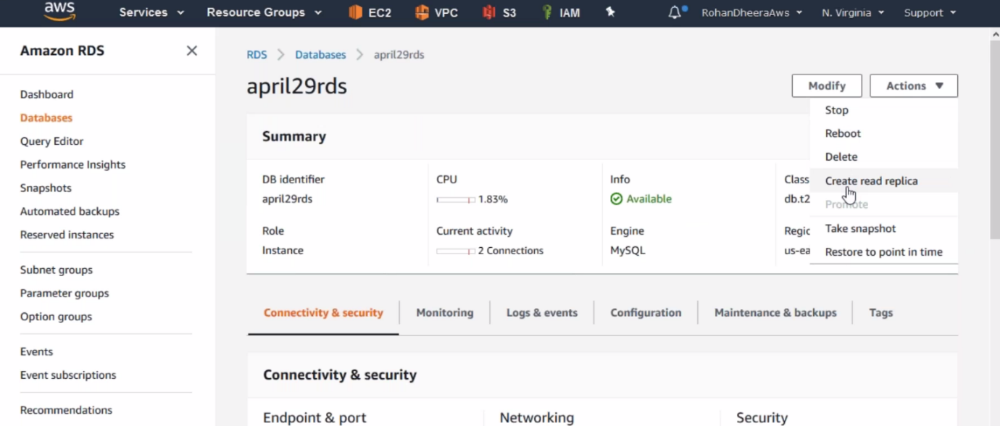 aws Services Resource Groups EC2 VPC S3 IAM RohanDheeraAws N. Virginia Support
Amazon RDS
Dashboard
Databases
Query Editor
Performance Insights
Snapshots
Automated backups
Reserved instances
Subnet groups
Parameter groups
Option groups
Events
Event subscriptions
Recommendations
RDS Databases april29rds
april29rds
Modify Actions
Stop
Reboot
Delete
Create read replica
Promote
Take snapshot
Restore to point in time
Summary
DB identifier CPU Info Class
april29rds 1.83% Available db.t2
Role Current activity Engine Regic
Instance 2 Connections MySQL us-ea
Connectivity & security Monitoring Logs & events Configuration Maintenance & backups Tags
Connectivity & security
Endpoint & port Networking Security